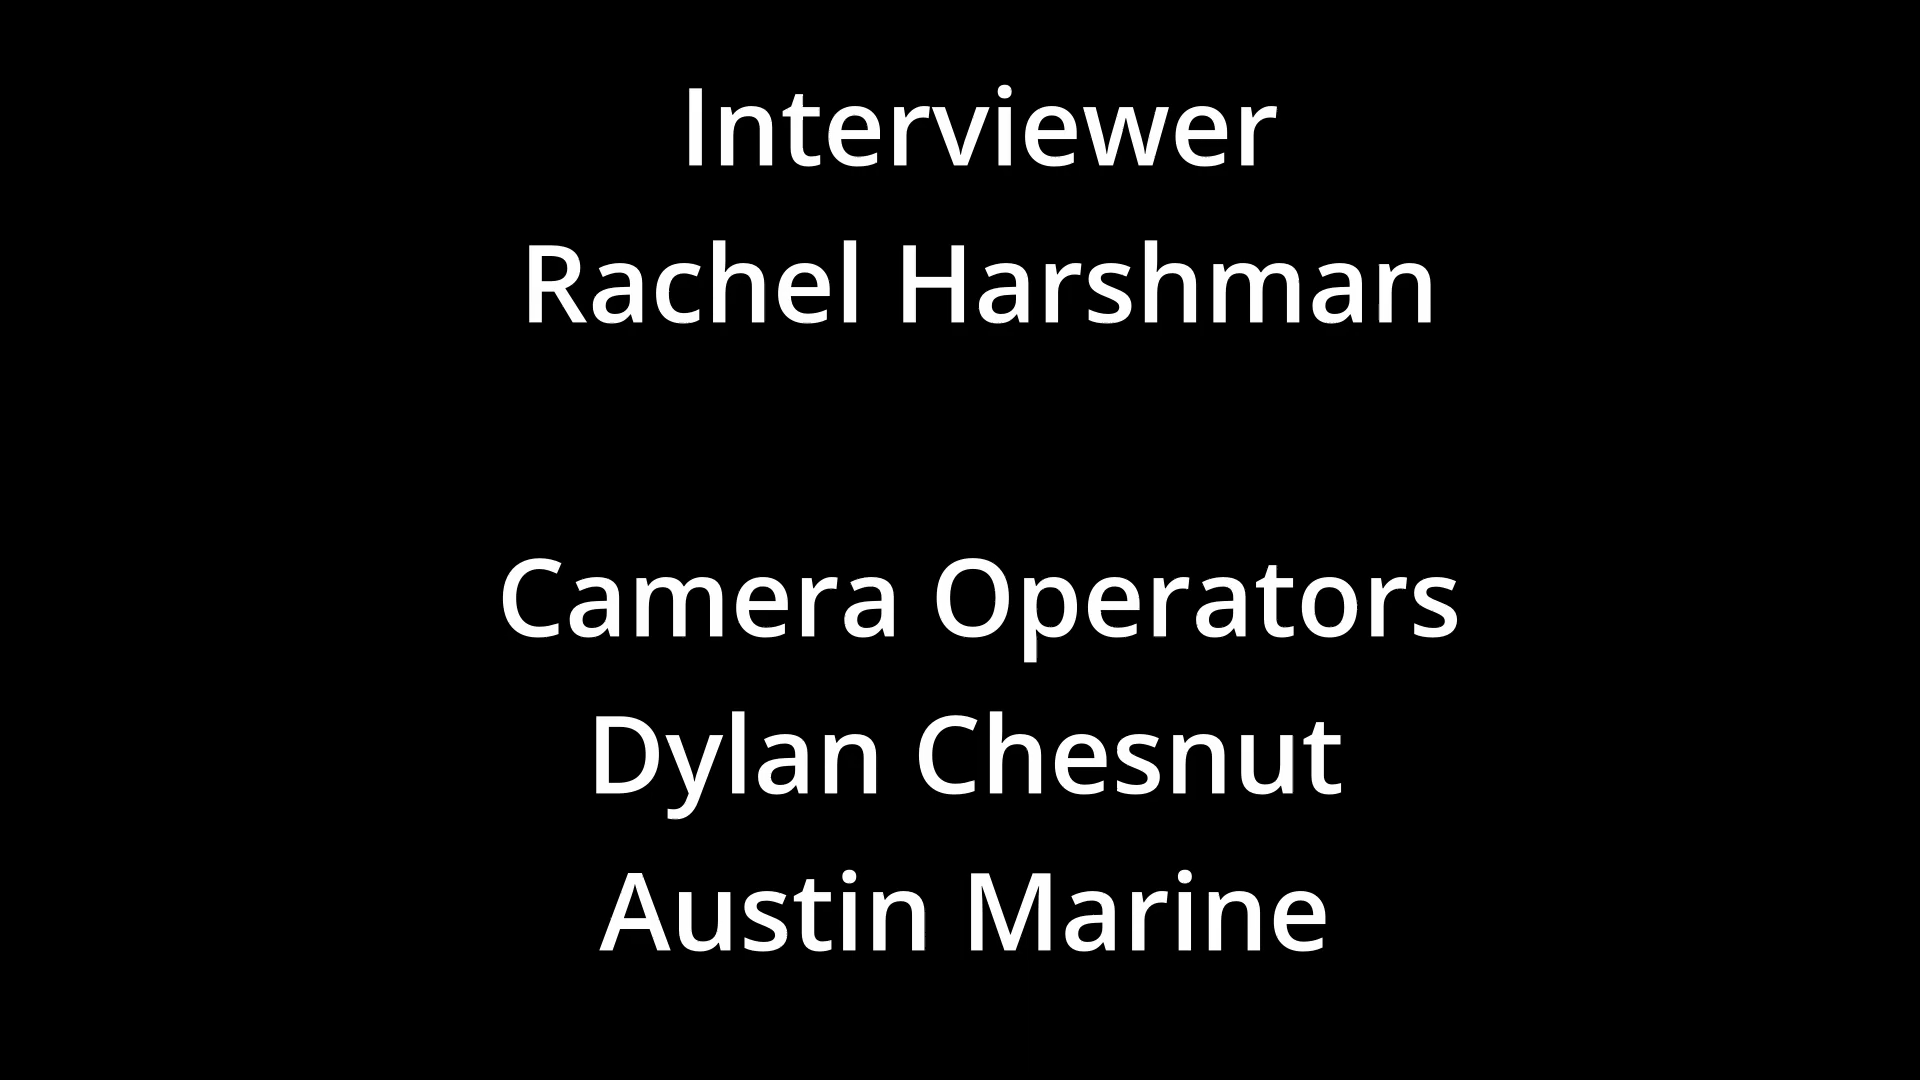 Interviewer
Rachel Harshman
Camera Operators
Dylan Chesnut
Austin Marine